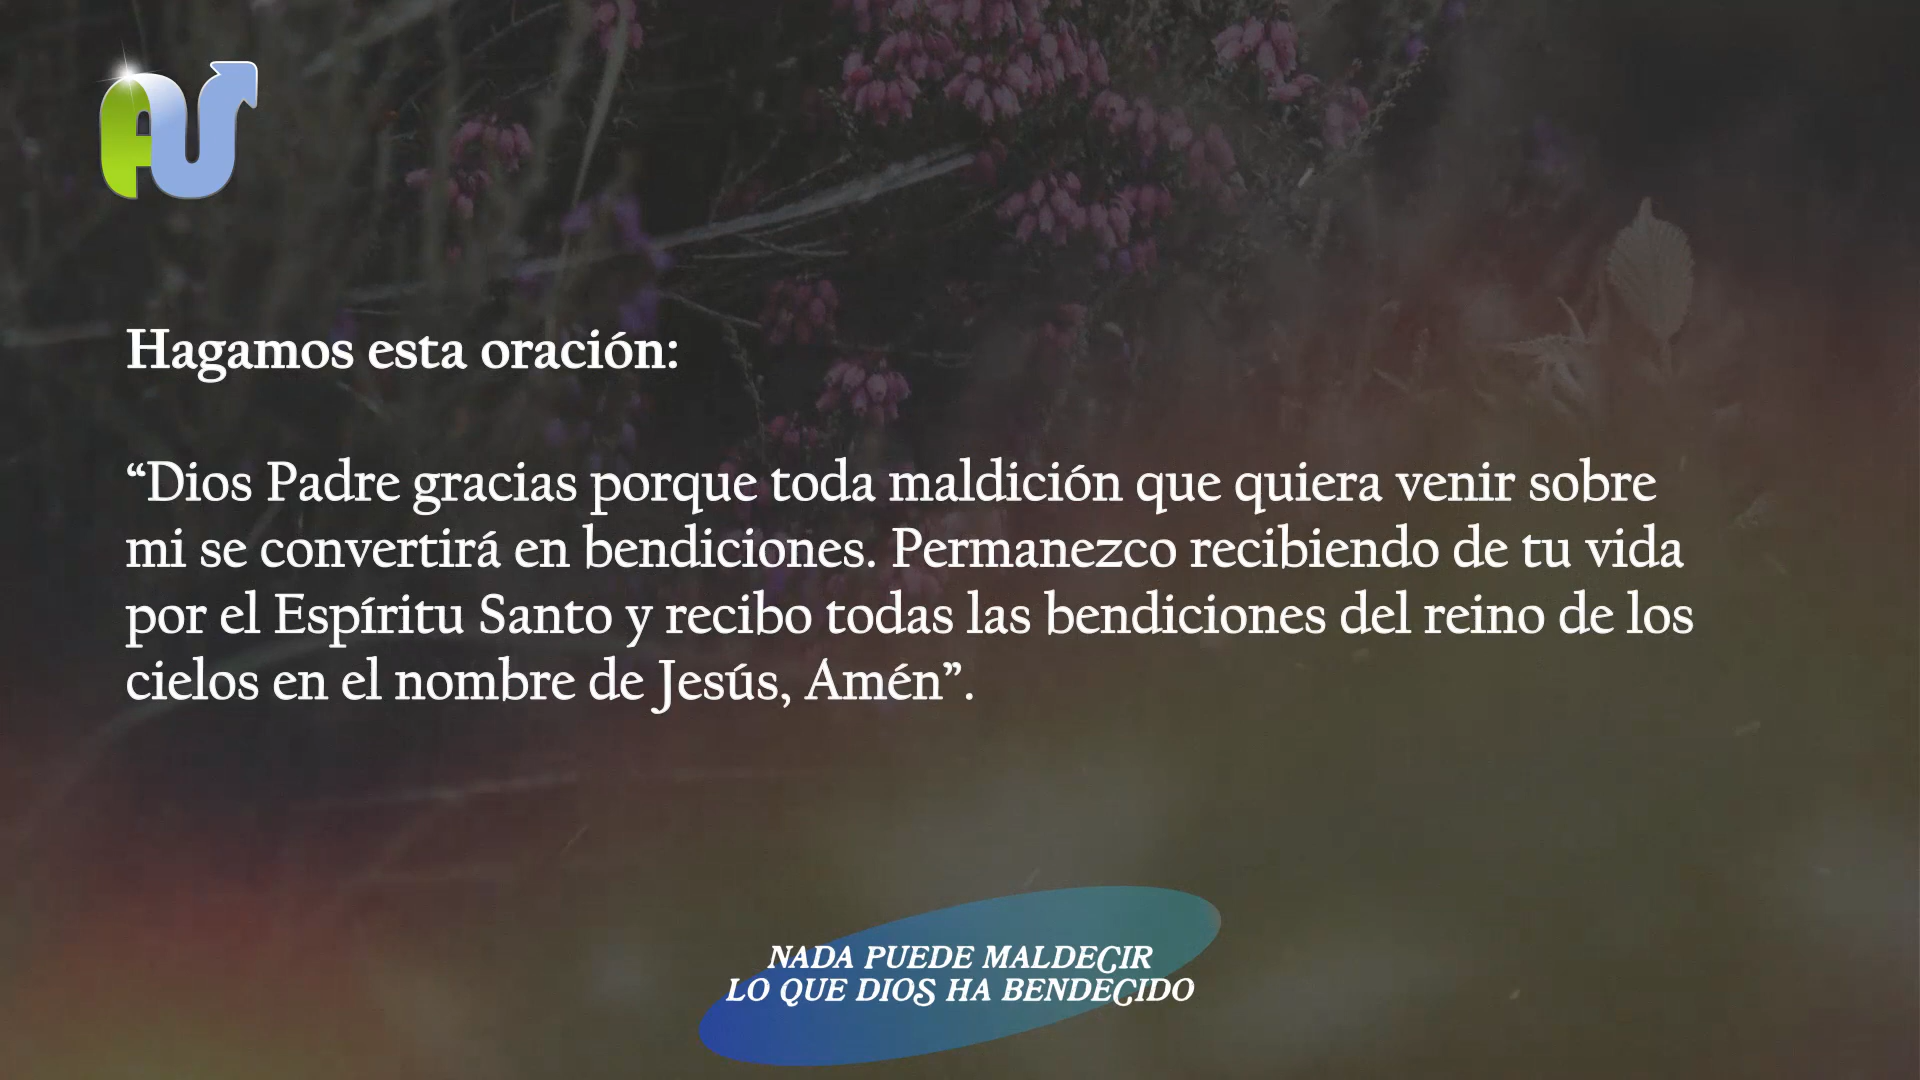 AU
Hagamos esta oración:
“Dios Padre gracias porque toda maldición que quiera venir sobre
mi se convertirá en bendiciones. Permanezco recibiendo de tu vida
por el Espíritu Santo y recibo todas las bendiciones del reino de los
cielos en el nombre de Jesús, Amén”.
NADA PUEDE MALDECIR
LO QUE DIOS HA BENDECIDO